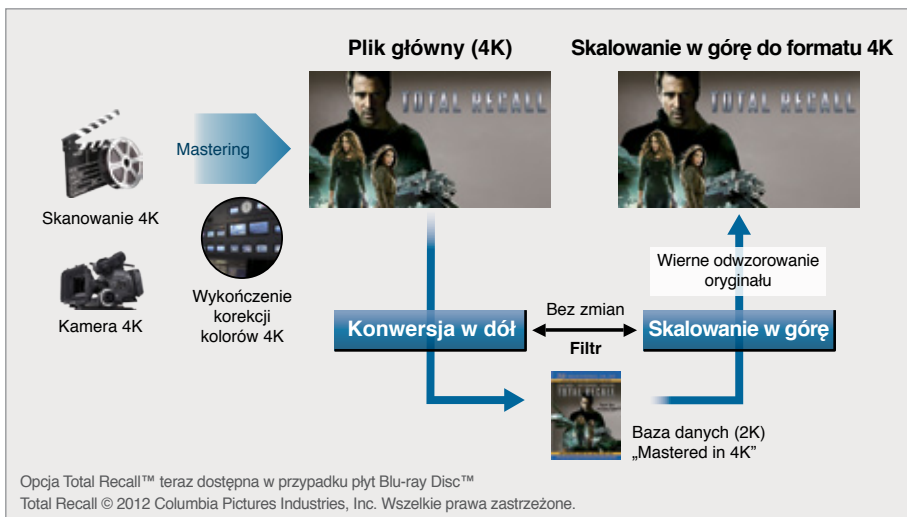 Plik główny (4K)
Skalowanie w górę do formatu 4K
TOTAL RECALL
TOTAL RECALL
Mastering
Skanowanie 4K
Kamera 4K
Wykończenie
korekcji
kolorów 4K
Wierne odwzorowanie
oryginału
Konwersja w dół
Bez zmian
Filtr
Skalowanie w górę
TOTAL RECALL
Baza danych (2K)
„Mastered in 4K”
Opcja Total Recall™ teraz dostępna w przypadku płyt Blu-ray Disc™
Total Recall © 2012 Columbia Pictures Industries, Inc. Wszelkie prawa zastrzeżone.